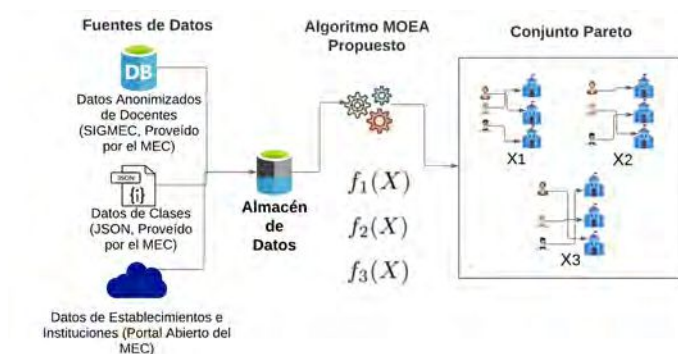 Fuentes de Datos
DB
Datos Anonimizados
de Docentes
(SIGMEC, Proveído
por el MEC)
JSON
{i}
Datos de Clases
(JSON, Proveído
por el MEC)
Datos de Establecimientos e
Instituciones (Portal Abierto del
MEC)
Almacén
de
Datos
Algoritmo MOEA
Propuesto
f₁(X)
f₂(X)
f₃(X)
Conjunto Pareto
X1
X2
X3